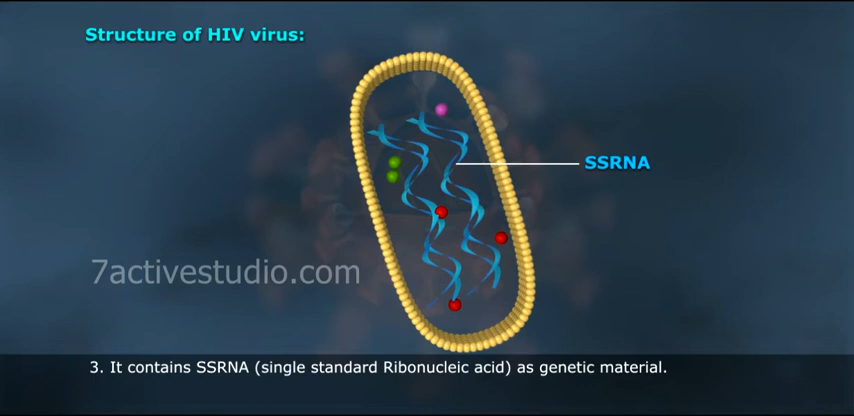 Structure of HIV virus:
SSRNA
7activestudio.com
3. It contains SSRNA (single standard Ribonucleic acid) as genetic material.